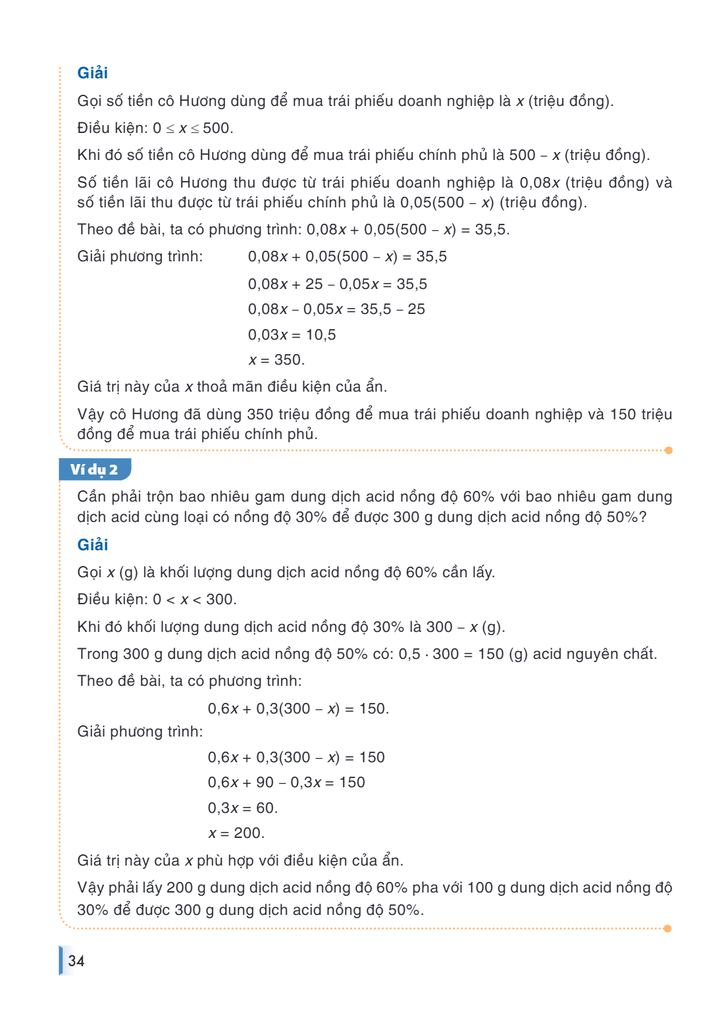 Giải
Gọi số tiền cô Hương dùng để mua trái phiếu doanh nghiệp là x (triệu đồng).
Điều kiện: 0 ≤ x ≤ 500.
Khi đó số tiền cô Hương dùng để mua trái phiếu chính phủ là 500 – x (triệu đồng).
Số tiền lãi cô Hương thu được từ trái phiếu doanh nghiệp là 0,08x (triệu đồng) và
số tiền lãi thu được từ trái phiếu chính phủ là 0,05(500 – x) (triệu đồng).
Theo đề bài, ta có phương trình: 0,08x + 0,05(500 – x) = 35,5.
Giải phương trình: 0,08x + 0,05(500 – x) = 35,5
0,08x + 25 – 0,05x = 35,5
0,08x – 0,05x = 35,5 – 25
0,03x = 10,5
x = 350.
Giá trị này của x thoả mãn điều kiện của ẩn.
Vậy cô Hương đã dùng 350 triệu đồng để mua trái phiếu doanh nghiệp và 150 triệu
đồng để mua trái phiếu chính phủ.
Ví dụ 2
Cần phải trộn bao nhiêu gam dung dịch acid nồng độ 60% với bao nhiêu gam dung
dịch acid cùng loại có nồng độ 30% để được 300 g dung dịch acid nồng độ 50%?
Giải
Gọi x (g) là khối lượng dung dịch acid nồng độ 60% cần lấy.
Điều kiện: 0 < x < 300.
Khi đó khối lượng dung dịch acid nồng độ 30% là 300 – x (g).
Trong 300 g dung dịch acid nồng độ 50% có: 0,5 · 300 = 150 (g) acid nguyên chất.
Theo đề bài, ta có phương trình:
0,6x + 0,3(300 – x) = 150.
Giải phương trình:
0,6x + 0,3(300 – x) = 150
0,6x + 90 – 0,3x = 150
0,3x = 60.
x = 200.
Giá trị này của x phù hợp với điều kiện của ẩn.
Vậy phải lấy 200 g dung dịch acid nồng độ 60% pha với 100 g dung dịch acid nồng độ
30% để được 300 g dung dịch acid nồng độ 50%.
34